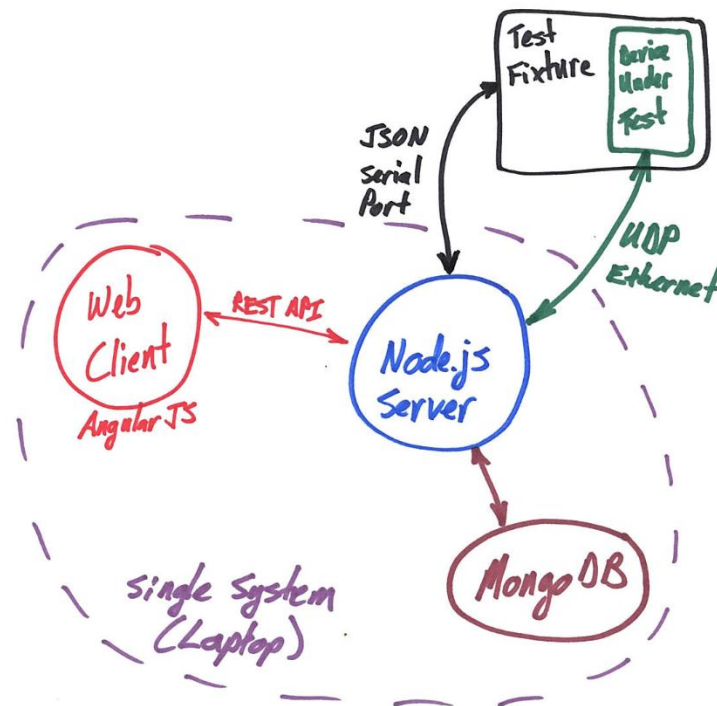 Test
Fixture
Device
Under
Test
JSON
Serial
Port
UDP
Ethernet
Web
Client
REST API
AngularJS
Node.js
Server
MongoDB
Single System
(Laptop)